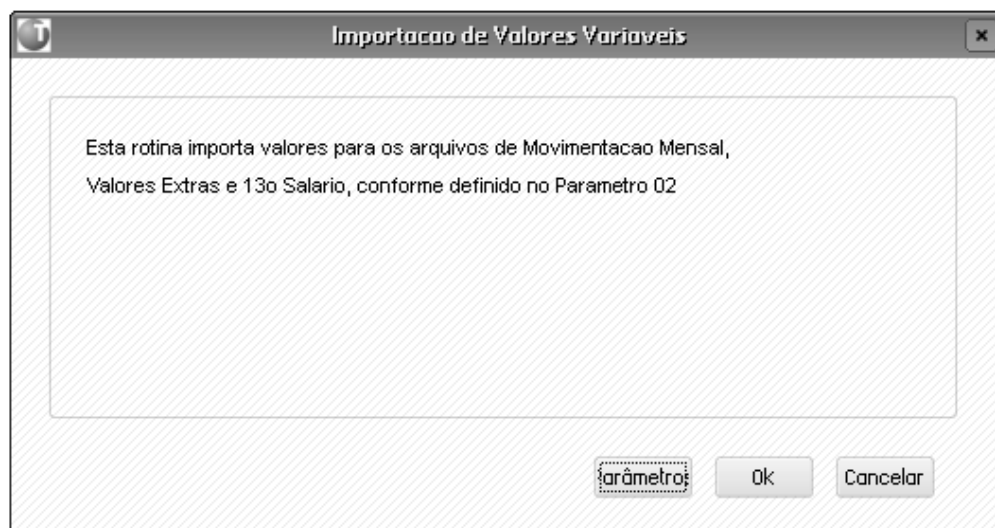 Importacao de Valores Variaveis
Esta rotina importa valores para os arquivos de Movimentacao Mensal,
Valores Extras e 13o Salario, conforme definido no Parametro 02
arâmetro
Ok
Cancelar